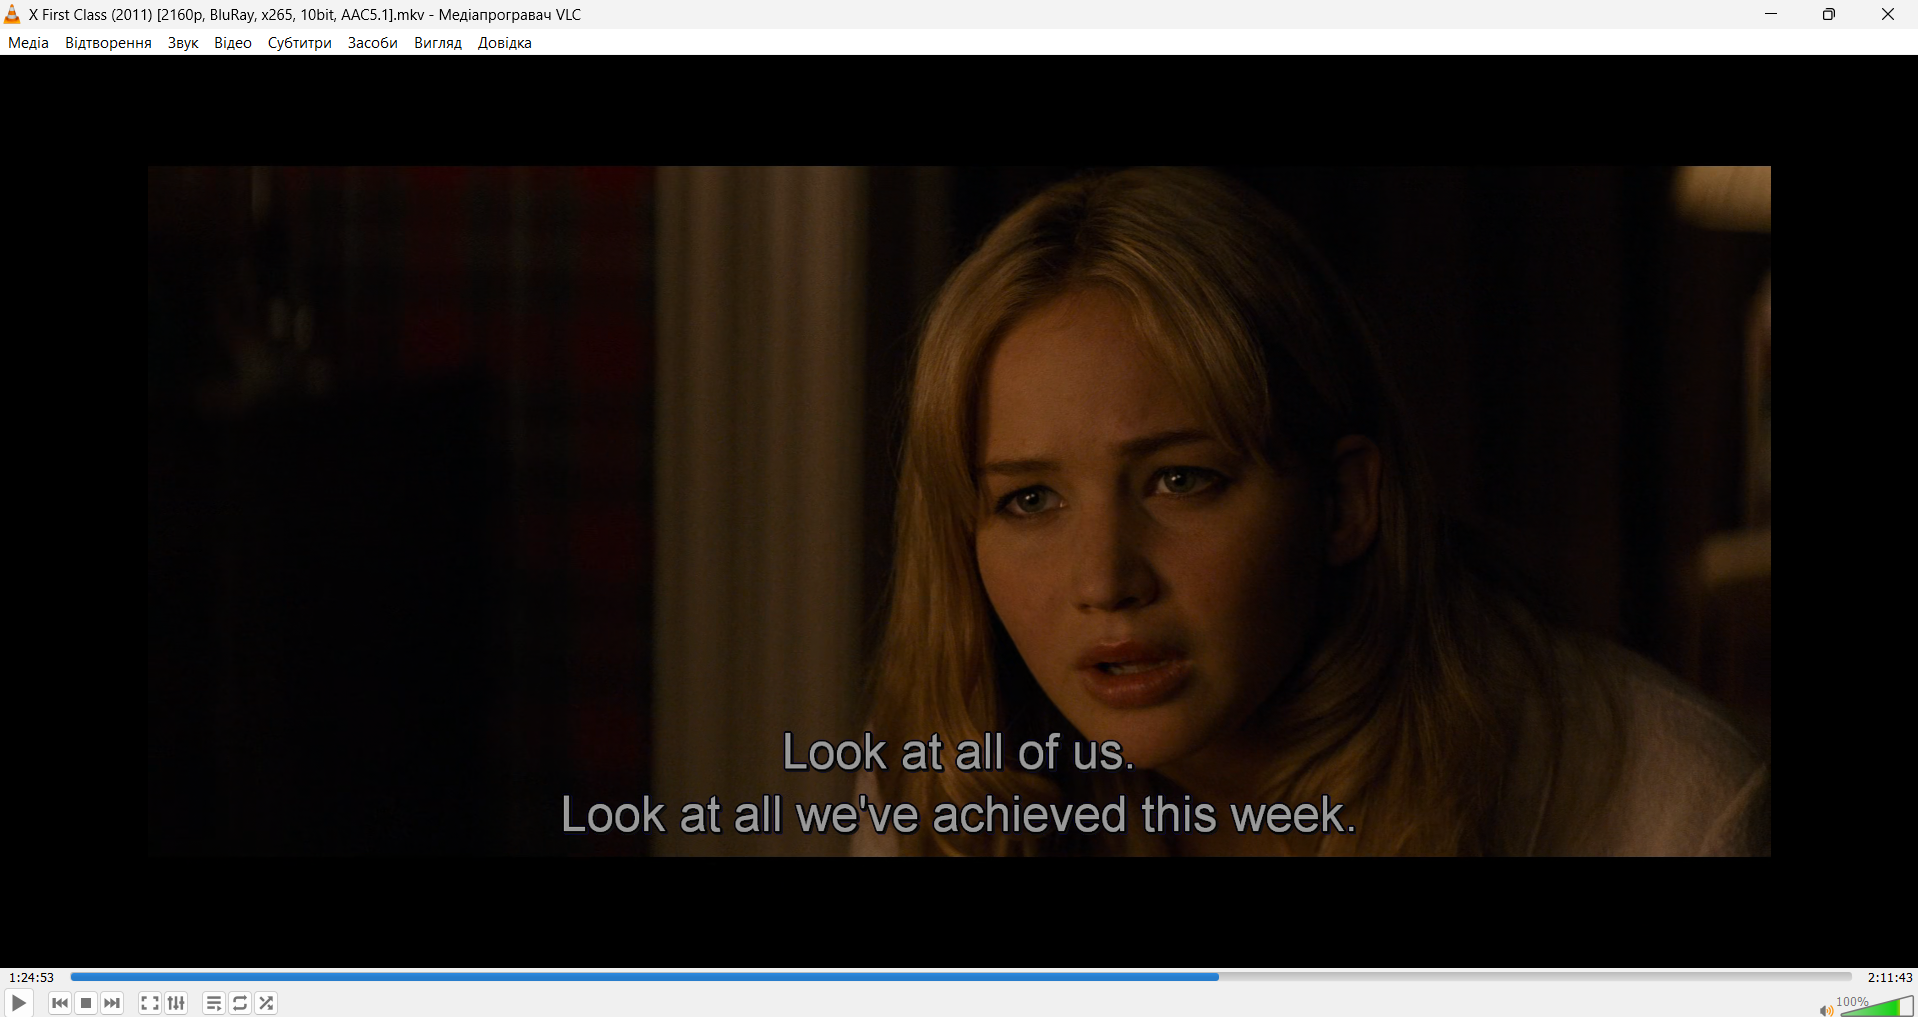 X First Class (2011) [2160p, BluRay, x265, 10bit, AAC5.1].mkv - Медіапрогравач VLC
Медіа Відтворення Звук Відео Субтитри Засоби Вигляд Довідка
Look at all of us.
Look at all we've achieved this week.
1:24:53 2:11:43
100%